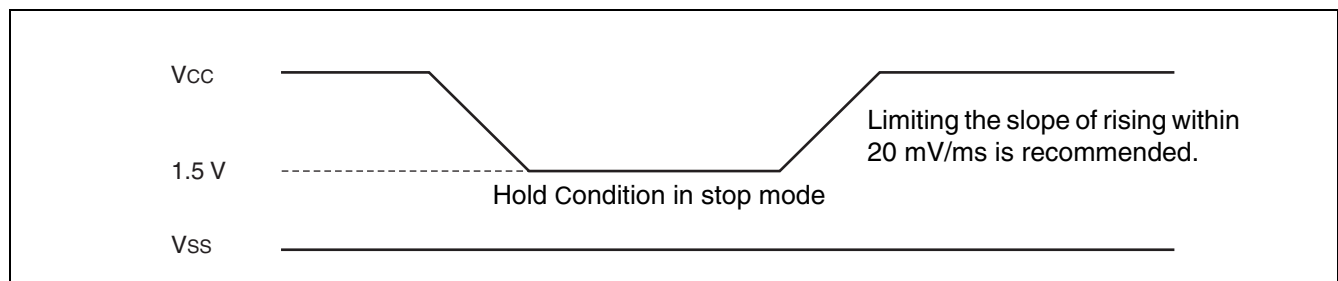 Vcc
Limiting the slope of rising within
20 mV/ms is recommended.
1.5 V
Hold Condition in stop mode
Vss